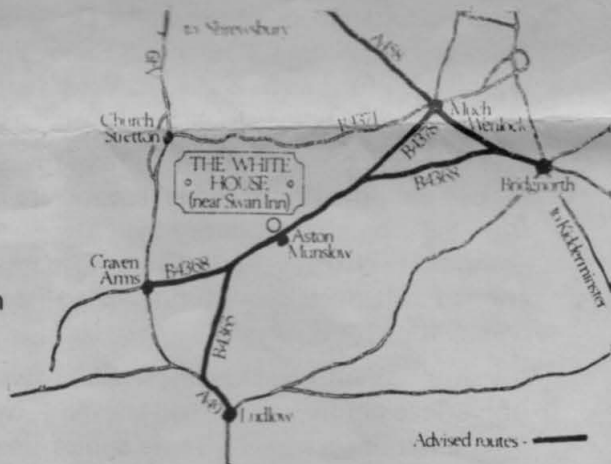 to Shrewsbury
A49
A458
Church
Stretton
B4371
Much
Wenlock
B4378
THE WHITE
HOUSE
(near Swan Inn)
B4368
Bridgnorth
Aston
Munslow
to Kidderminster
Craven
Arms
B4368
B4365
A49
Ludlow
Advised routes -